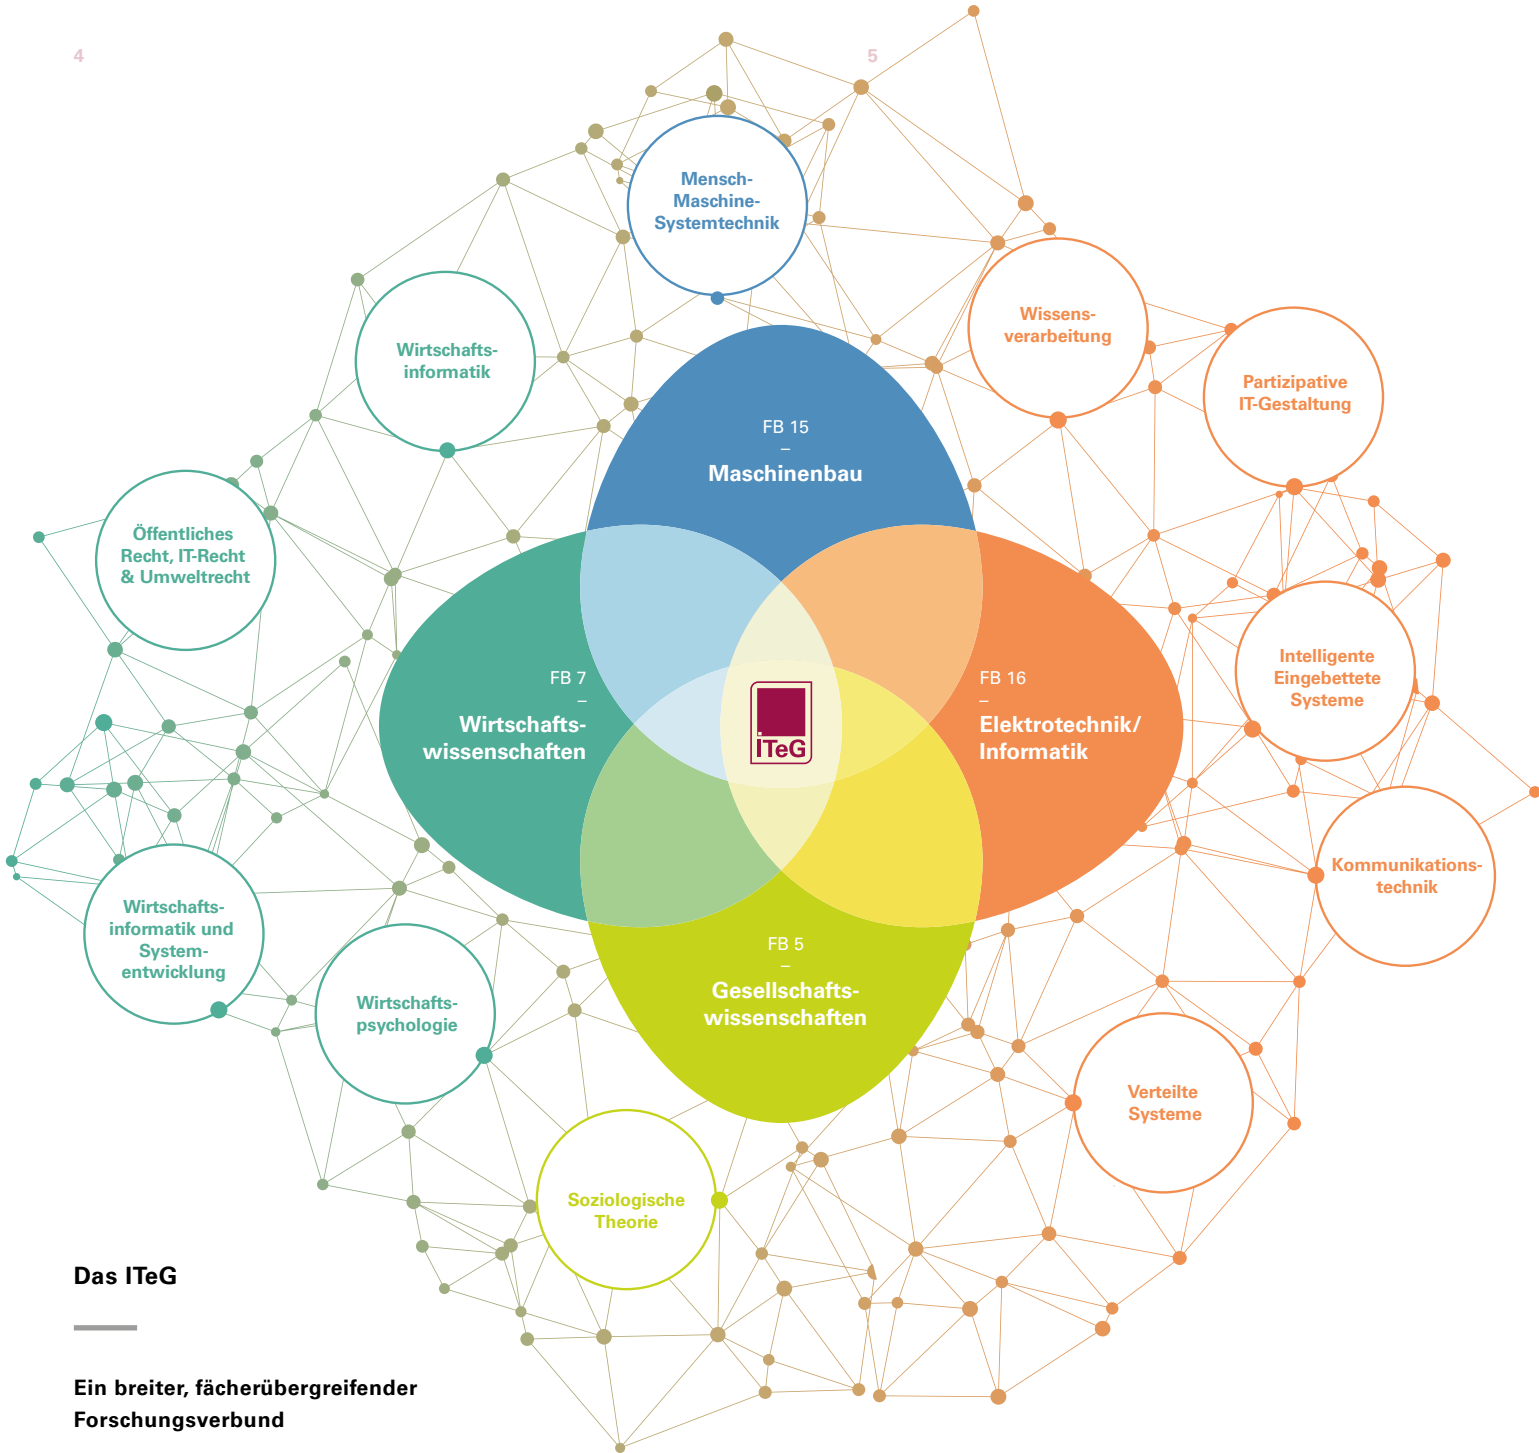 4
5
Mensch-
Maschine-
Systemtechnik
Wissens-
verarbeitung
Wirtschafts-
informatik
Partizipative
IT-Gestaltung
FB 15
–
Maschinenbau
Öffentliches
Recht, IT-Recht
& Umweltrecht
Intelligente
Eingebettete
Systeme
FB 7
–
Wirtschafts-
wissenschaften
ITeG
FB 16
–
Elektrotechnik/
Informatik
Kommunikations-
technik
Wirtschafts-
informatik und
System-
entwicklung
FB 5
–
Gesellschafts-
wissenschaften
Wirtschafts-
psychologie
Verteilte
Systeme
Soziologische
Theorie
Das ITeG
Ein breiter, fächerübergreifender
Forschungsverbund